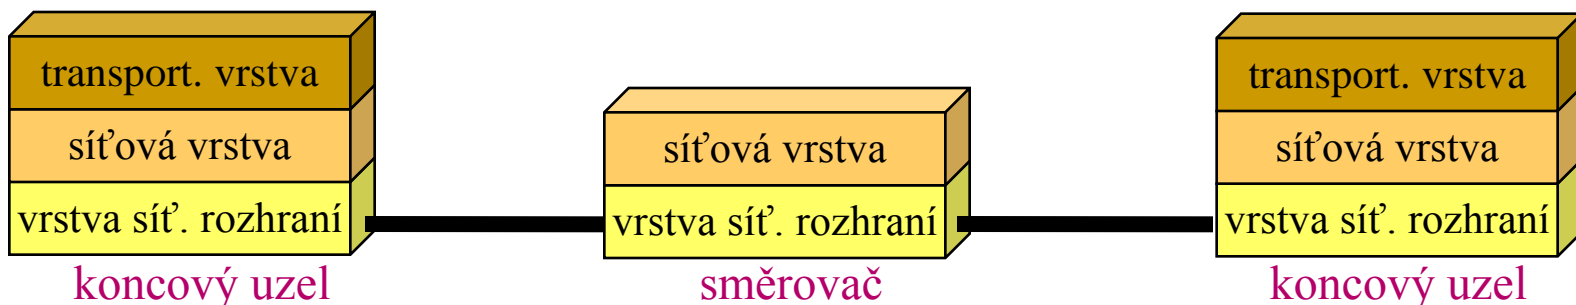 transport. vrstva
síťová vrstva
vrstva síť. rozhraní
koncový uzel
síťová vrstva
vrstva síť. rozhraní
směrovač
transport. vrstva
síťová vrstva
vrstva síť. rozhraní
koncový uzel